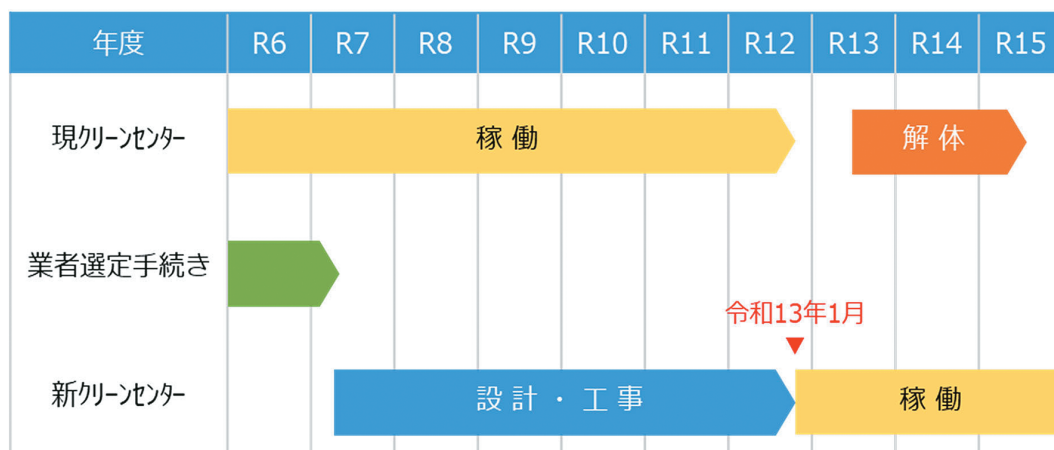 年度 R6 R7 R8 R9 R10 R11 R12 R13 R14 R15
現ｸﾘｰﾝｾﾝﾀｰ 稼働 解体
業者選定手続き
令和13年1月
新ｸﾘｰﾝｾﾝﾀｰ 設計・工事 稼働